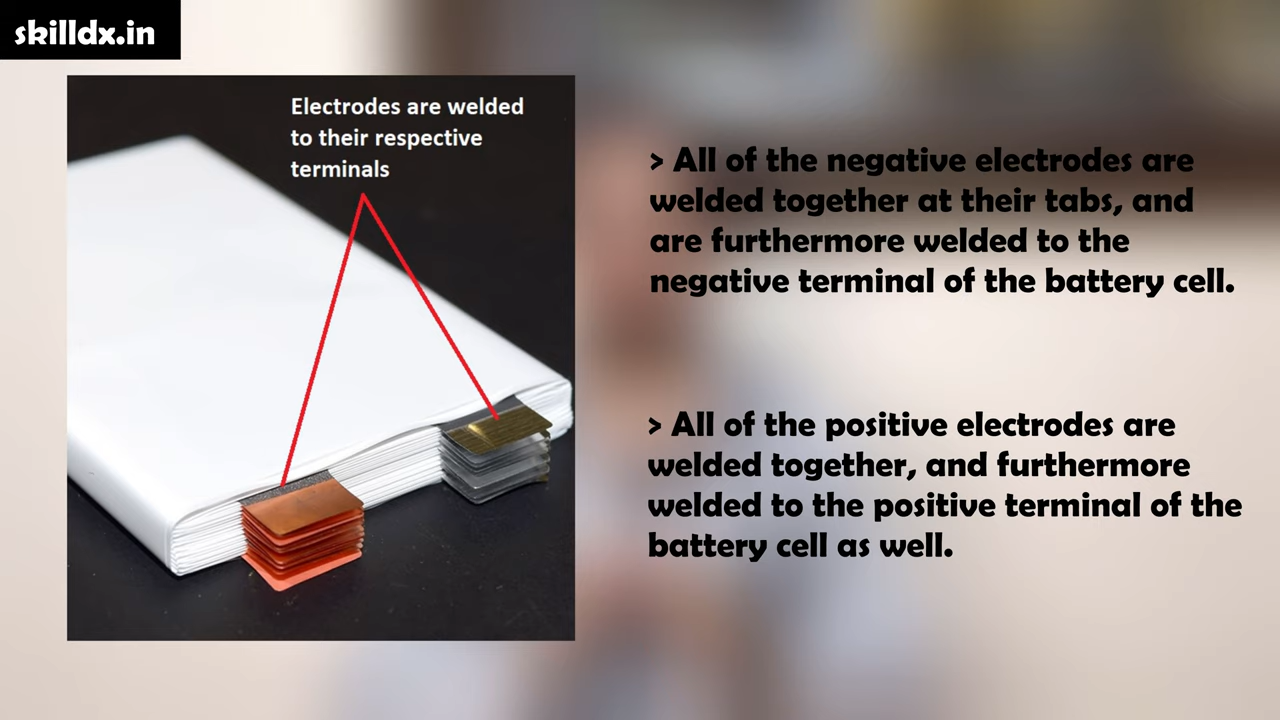 skilldx.in
Electrodes are welded
to their respective
terminals
> All of the negative electrodes are
welded together at their tabs, and
are furthermore welded to the
negative terminal of the battery cell.
> All of the positive electrodes are
welded together, and furthermore
welded to the positive terminal of the
battery cell as well.